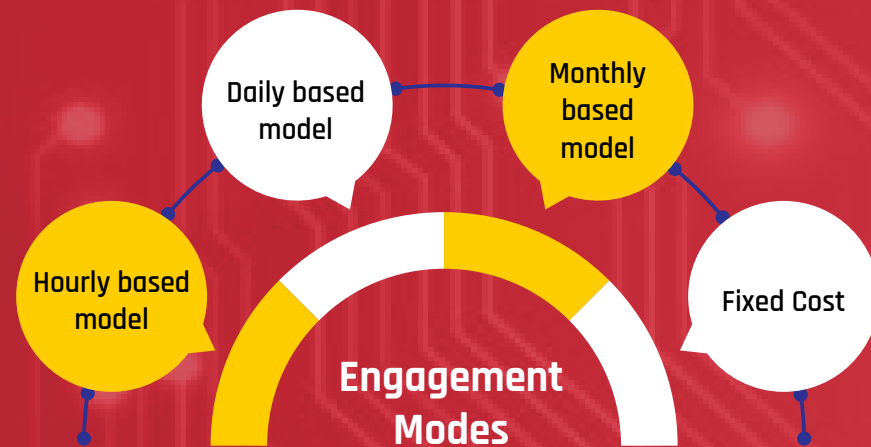 Daily based
model
Monthly
based
model
Hourly based
model
Fixed Cost
Engagement
Modes